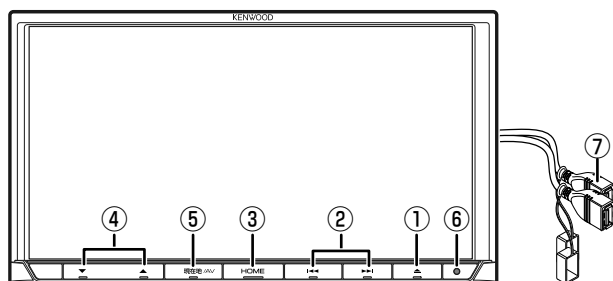 KENWOOD
⑦
④ ⑤ ③ ② ① ⑥
▼ ▲ 現在地/AV HOME I◀◀ ▶▶I ⏏